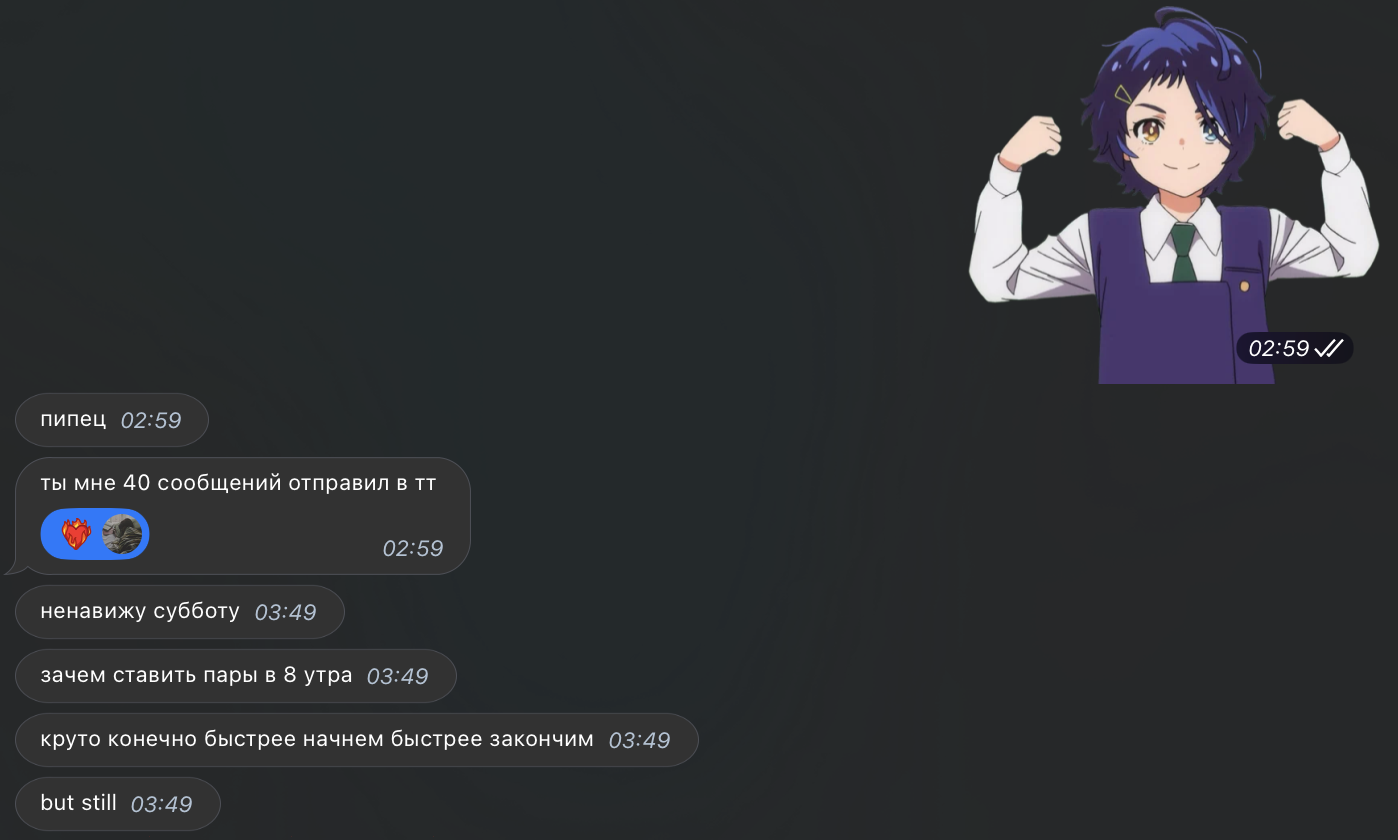 02:59
пипец 02:59
ты мне 40 сообщений отправил в тт
02:59
ненавижу субботу 03:49
зачем ставить пары в 8 утра 03:49
круто конечно быстрее начнем быстрее закончим 03:49
but still 03:49